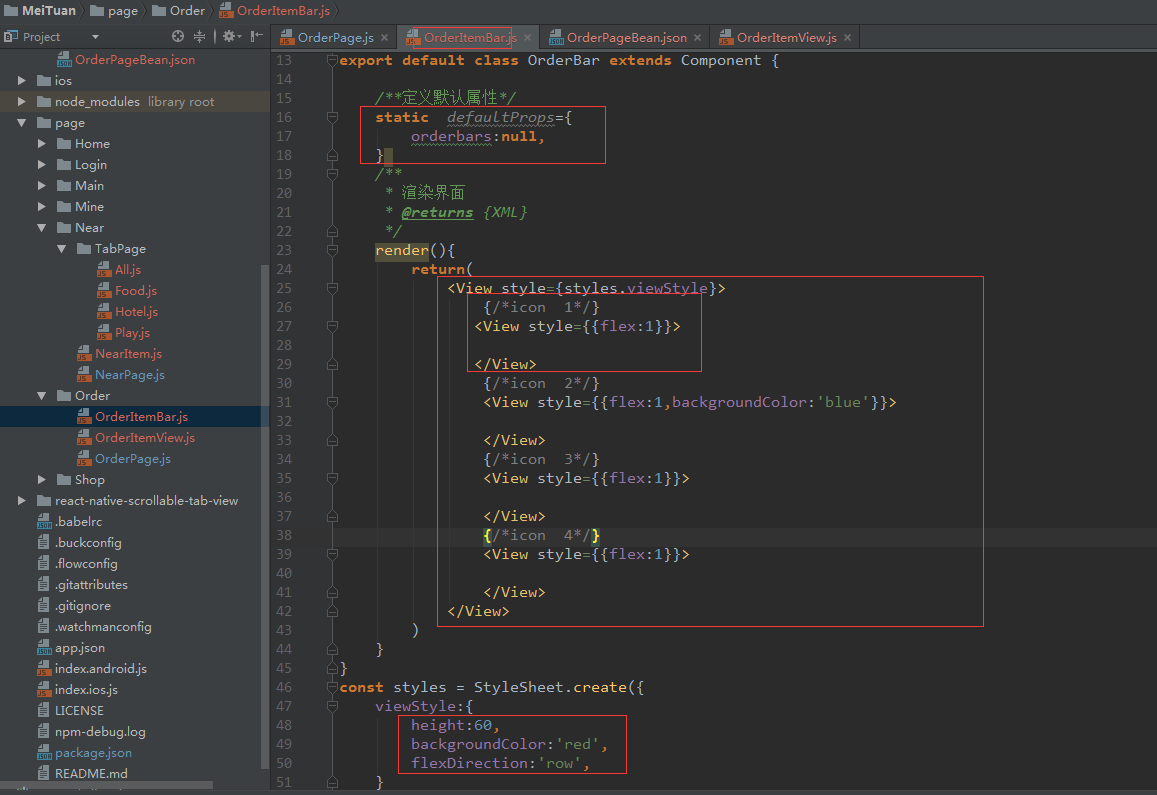 MeiTuan page Order OrderItemBar.js
Project
OrderPage.js OrderItemBar.js OrderPageBean.json OrderItemView.js
OrderPageBean.json
ios
node_modules library root
page
Home
Login
Main
Mine
Near
TabPage
All.js
Food.js
Hotel.js
Play.js
NearItem.js
NearPage.js
Order
OrderItemBar.js
OrderItemView.js
OrderPage.js
Shop
react-native-scrollable-tab-view
.babelrc
.buckconfig
.flowconfig
.gitattributes
.gitignore
.watchmanconfig
app.json
index.android.js
index.ios.js
LICENSE
npm-debug.log
package.json
README.md
13 export default class OrderBar extends Component {
14
15 /**定义默认属性*/
16 static defaultProps={
17 orderbars:null,
18 }
19 /**
20 * 渲染界面
21 * @returns {XML}
22 */
23 render(){
24 return(
25 <View style={styles.viewStyle}>
26 {/*icon 1*/}
27 <View style={{flex:1}}>
28
29 </View>
30 {/*icon 2*/}
31 <View style={{flex:1,backgroundColor:'blue'}}>
32
33 </View>
34 {/*icon 3*/}
35 <View style={{flex:1}}>
36
37 </View>
38 {/*icon 4*/}
39 <View style={{flex:1}}>
40
41 </View>
42 </View>
43 )
44 }
45 }
46 const styles = StyleSheet.create({
47 viewStyle:{
48 height:60,
49 backgroundColor:'red',
50 flexDirection:'row',
51 }